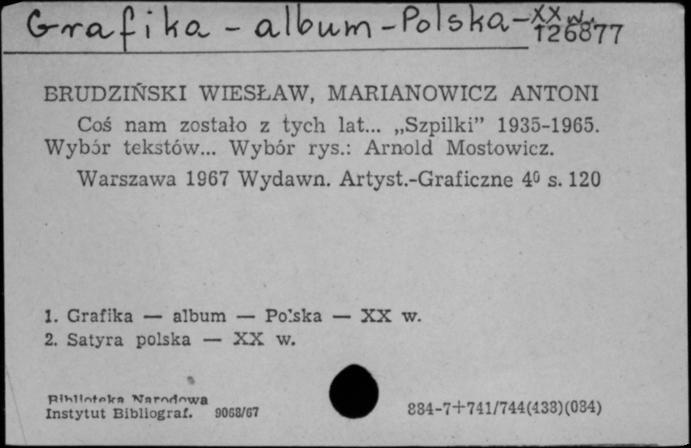 Grafika - album - Polska - XX w.
126877
BRUDZIŃSKI WIESŁAW, MARIANOWICZ ANTONI
Coś nam zostało z tych lat... „Szpilki” 1935-1965.
Wybór tekstów... Wybór rys.: Arnold Mostowicz.
Warszawa 1967 Wydawn. Artyst.-Graficzne 4⁰ s. 120
1. Grafika — album — Polska — XX w.
2. Satyra polska — XX w.
Biblioteka Narodowa
Instytut Bibliograf. 9068/67
884-7+741/744(438)(084)